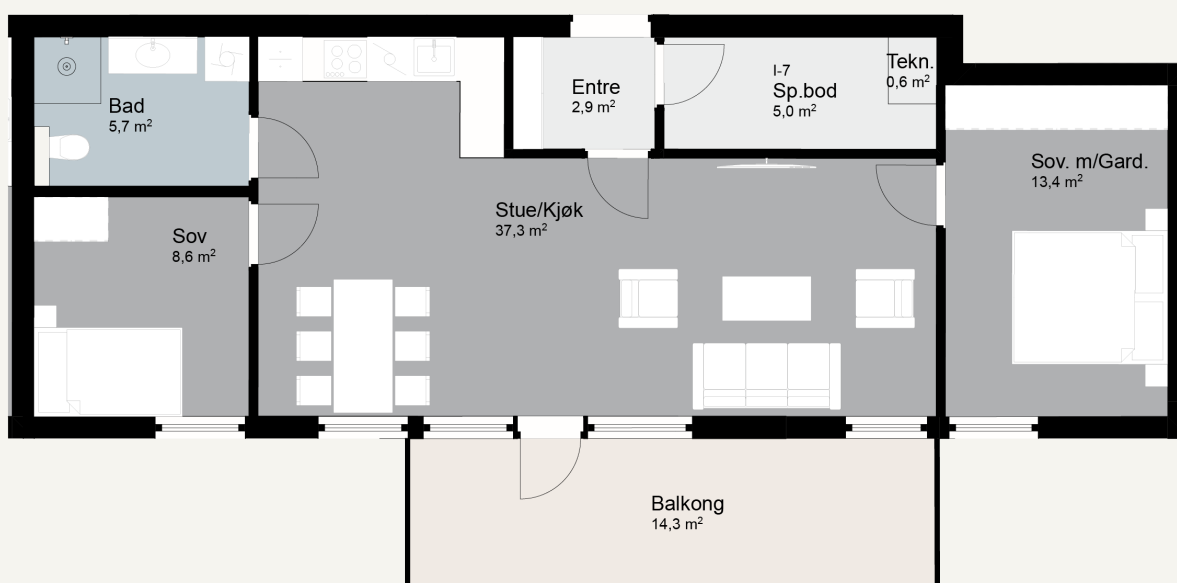 Bad
5,7 m²
Entre
2,9 m²
I-7
Sp.bod
5,0 m²
Tekn.
0,6 m²
Sov. m/Gard.
13,4 m²
Stue/Kjøk
37,3 m²
Sov
8,6 m²
Balkong
14,3 m²